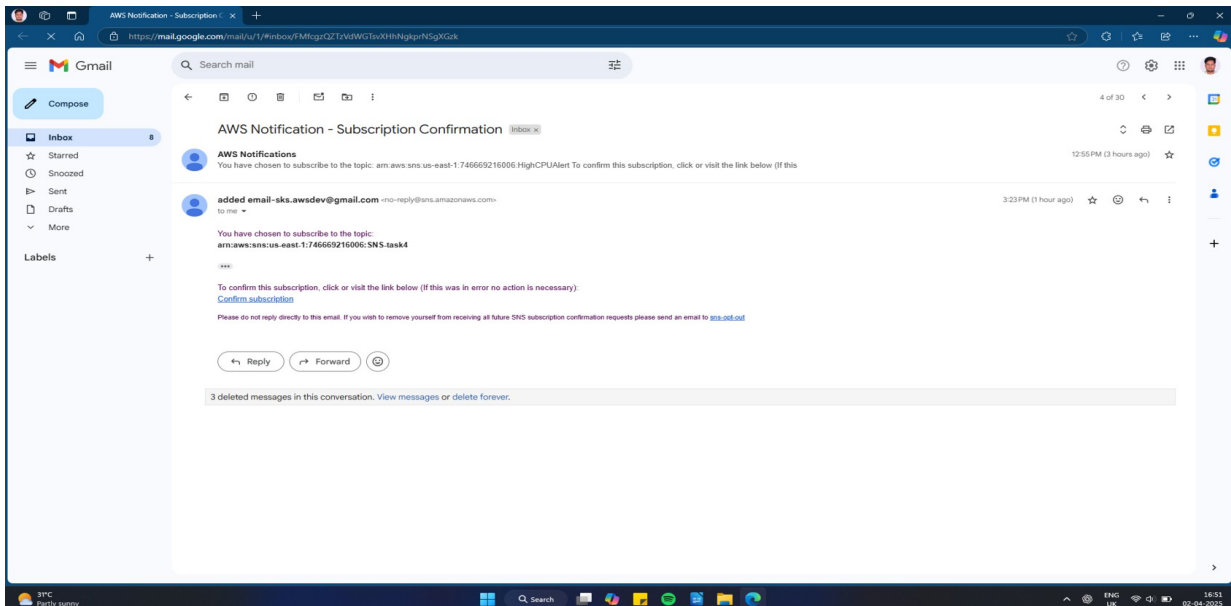 AWS Notification - Subscription C
https://mail.google.com/mail/u/1/#inbox/FMfcgzQZTzVdWGTsvXHhNgkprNSgXGzk
Gmail
Search mail
Compose
4 of 30
Inbox 8
Starred
Snoozed
Sent
Drafts
More
Labels
AWS Notification - Subscription Confirmation Inbox x
AWS Notifications 12:55 PM (3 hours ago)
You have chosen to subscribe to the topic: arn:aws:sns:us-east-1:746669216006:HighCPUAlert To confirm this subscription, click or visit the link below (If this
added email-sks.awsdev@gmail.com <no-reply@sns.amazonaws.com> 3:23 PM (1 hour ago)
to me
You have chosen to subscribe to the topic:
arn:aws:sns:us-east-1:746669216006:SNS-task4
To confirm this subscription, click or visit the link below (If this was in error no action is necessary):
Confirm subscription
Please do not reply directly to this email. If you wish to remove yourself from receiving all future SNS subscription confirmation requests please send an email to sns-opt-out
Reply Forward
3 deleted messages in this conversation. View messages or delete forever.
31°C
Partly sunny
Search
ENG
UK
16:51
02-04-2025